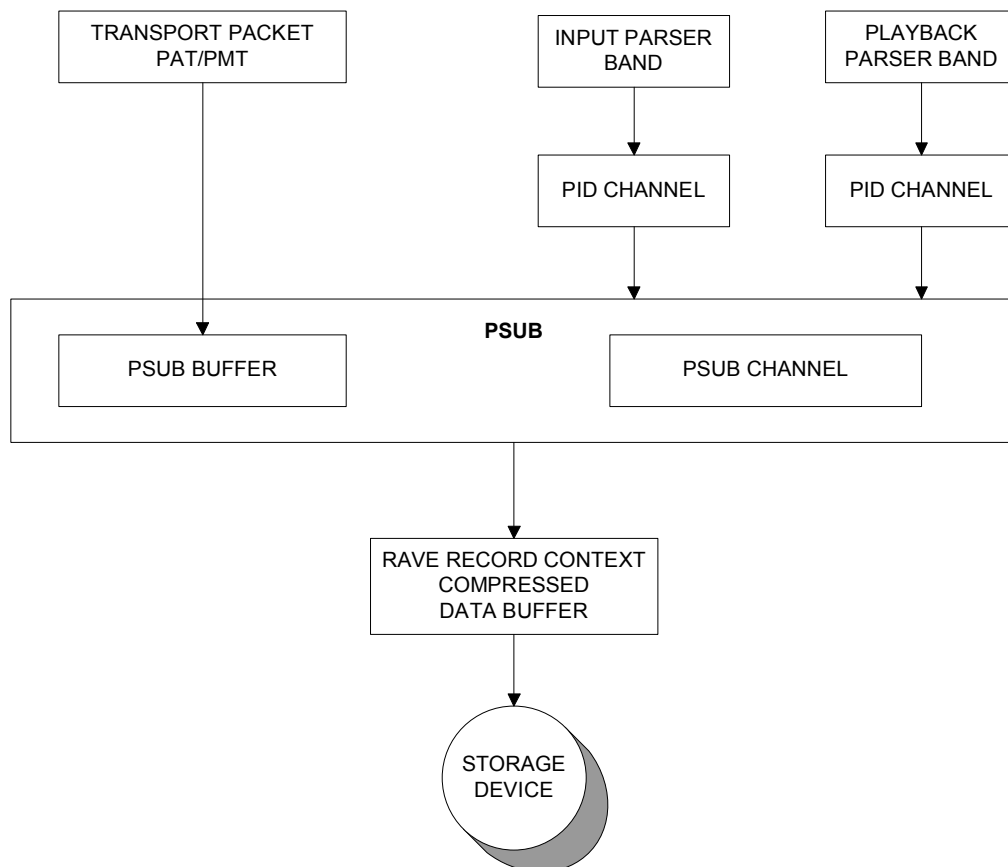 TRANSPORT PACKET
PAT/PMT
INPUT PARSER
BAND
PLAYBACK
PARSER BAND
PID CHANNEL
PID CHANNEL
PSUB
PSUB BUFFER
PSUB CHANNEL
RAVE RECORD CONTEXT
COMPRESSED
DATA BUFFER
STORAGE
DEVICE